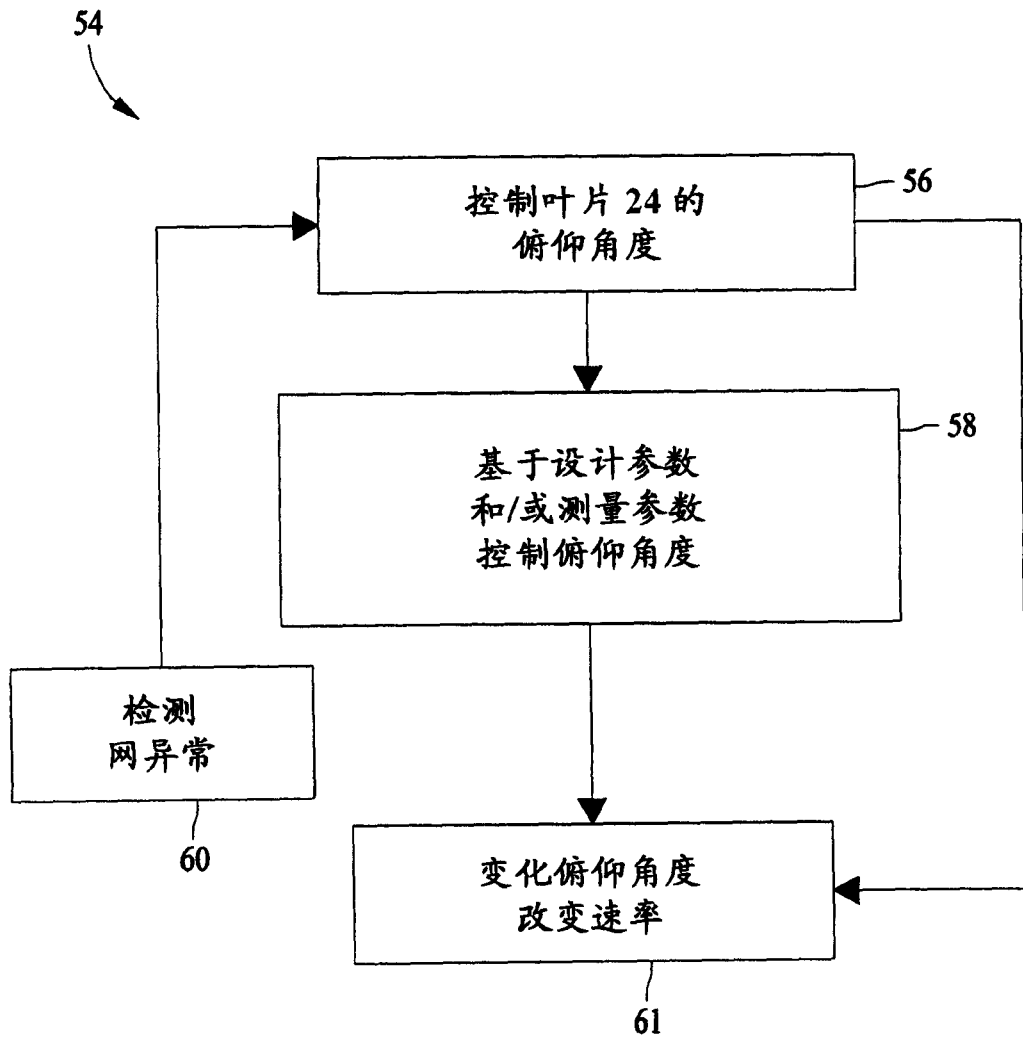 54
控制叶片 24 的
俯仰角度
56
基于设计参数
和/或测量参数
控制俯仰角度
58
检测
网异常
60
变化俯仰角度
改变速率
61